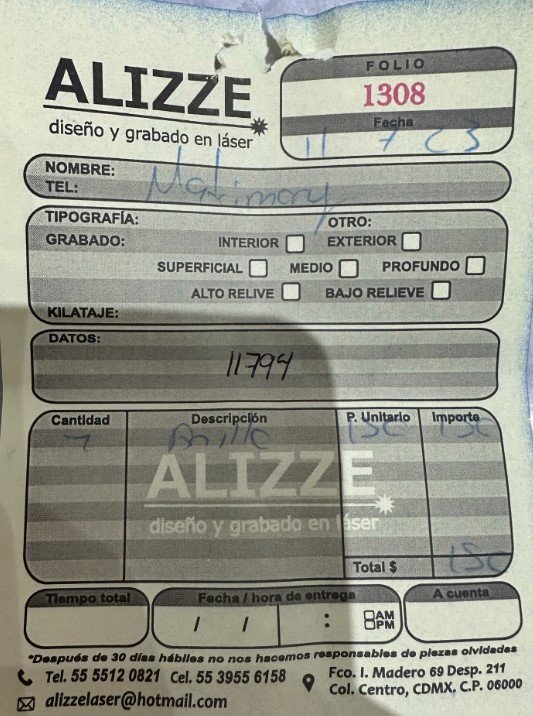 ALIZZE
diseño y grabado en láser
FOLIO
1308
Fecha
11 7
NOMBRE:
TEL:
Matrimony
TIPOGRAFÍA: OTRO:
GRABADO: INTERIOR EXTERIOR
SUPERFICIAL MEDIO PROFUNDO
ALTO RELIVE BAJO RELIEVE
KILATAJE:
DATOS:
11794
Cantidad Descripción P. Unitario Importe
ALIZZE
diseño y grabado en láser
Total $
Tiempo total Fecha / hora de entrega A cuenta
/ / : AM
PM
*Después de 30 días hábiles no nos hacemos responsables de piezas olvidadas
Tel. 55 5512 0821 Cel. 55 3955 6158
alizzelaser@hotmail.com
Fco. I. Madero 69 Desp. 211
Col. Centro, CDMX. C.P. 06000